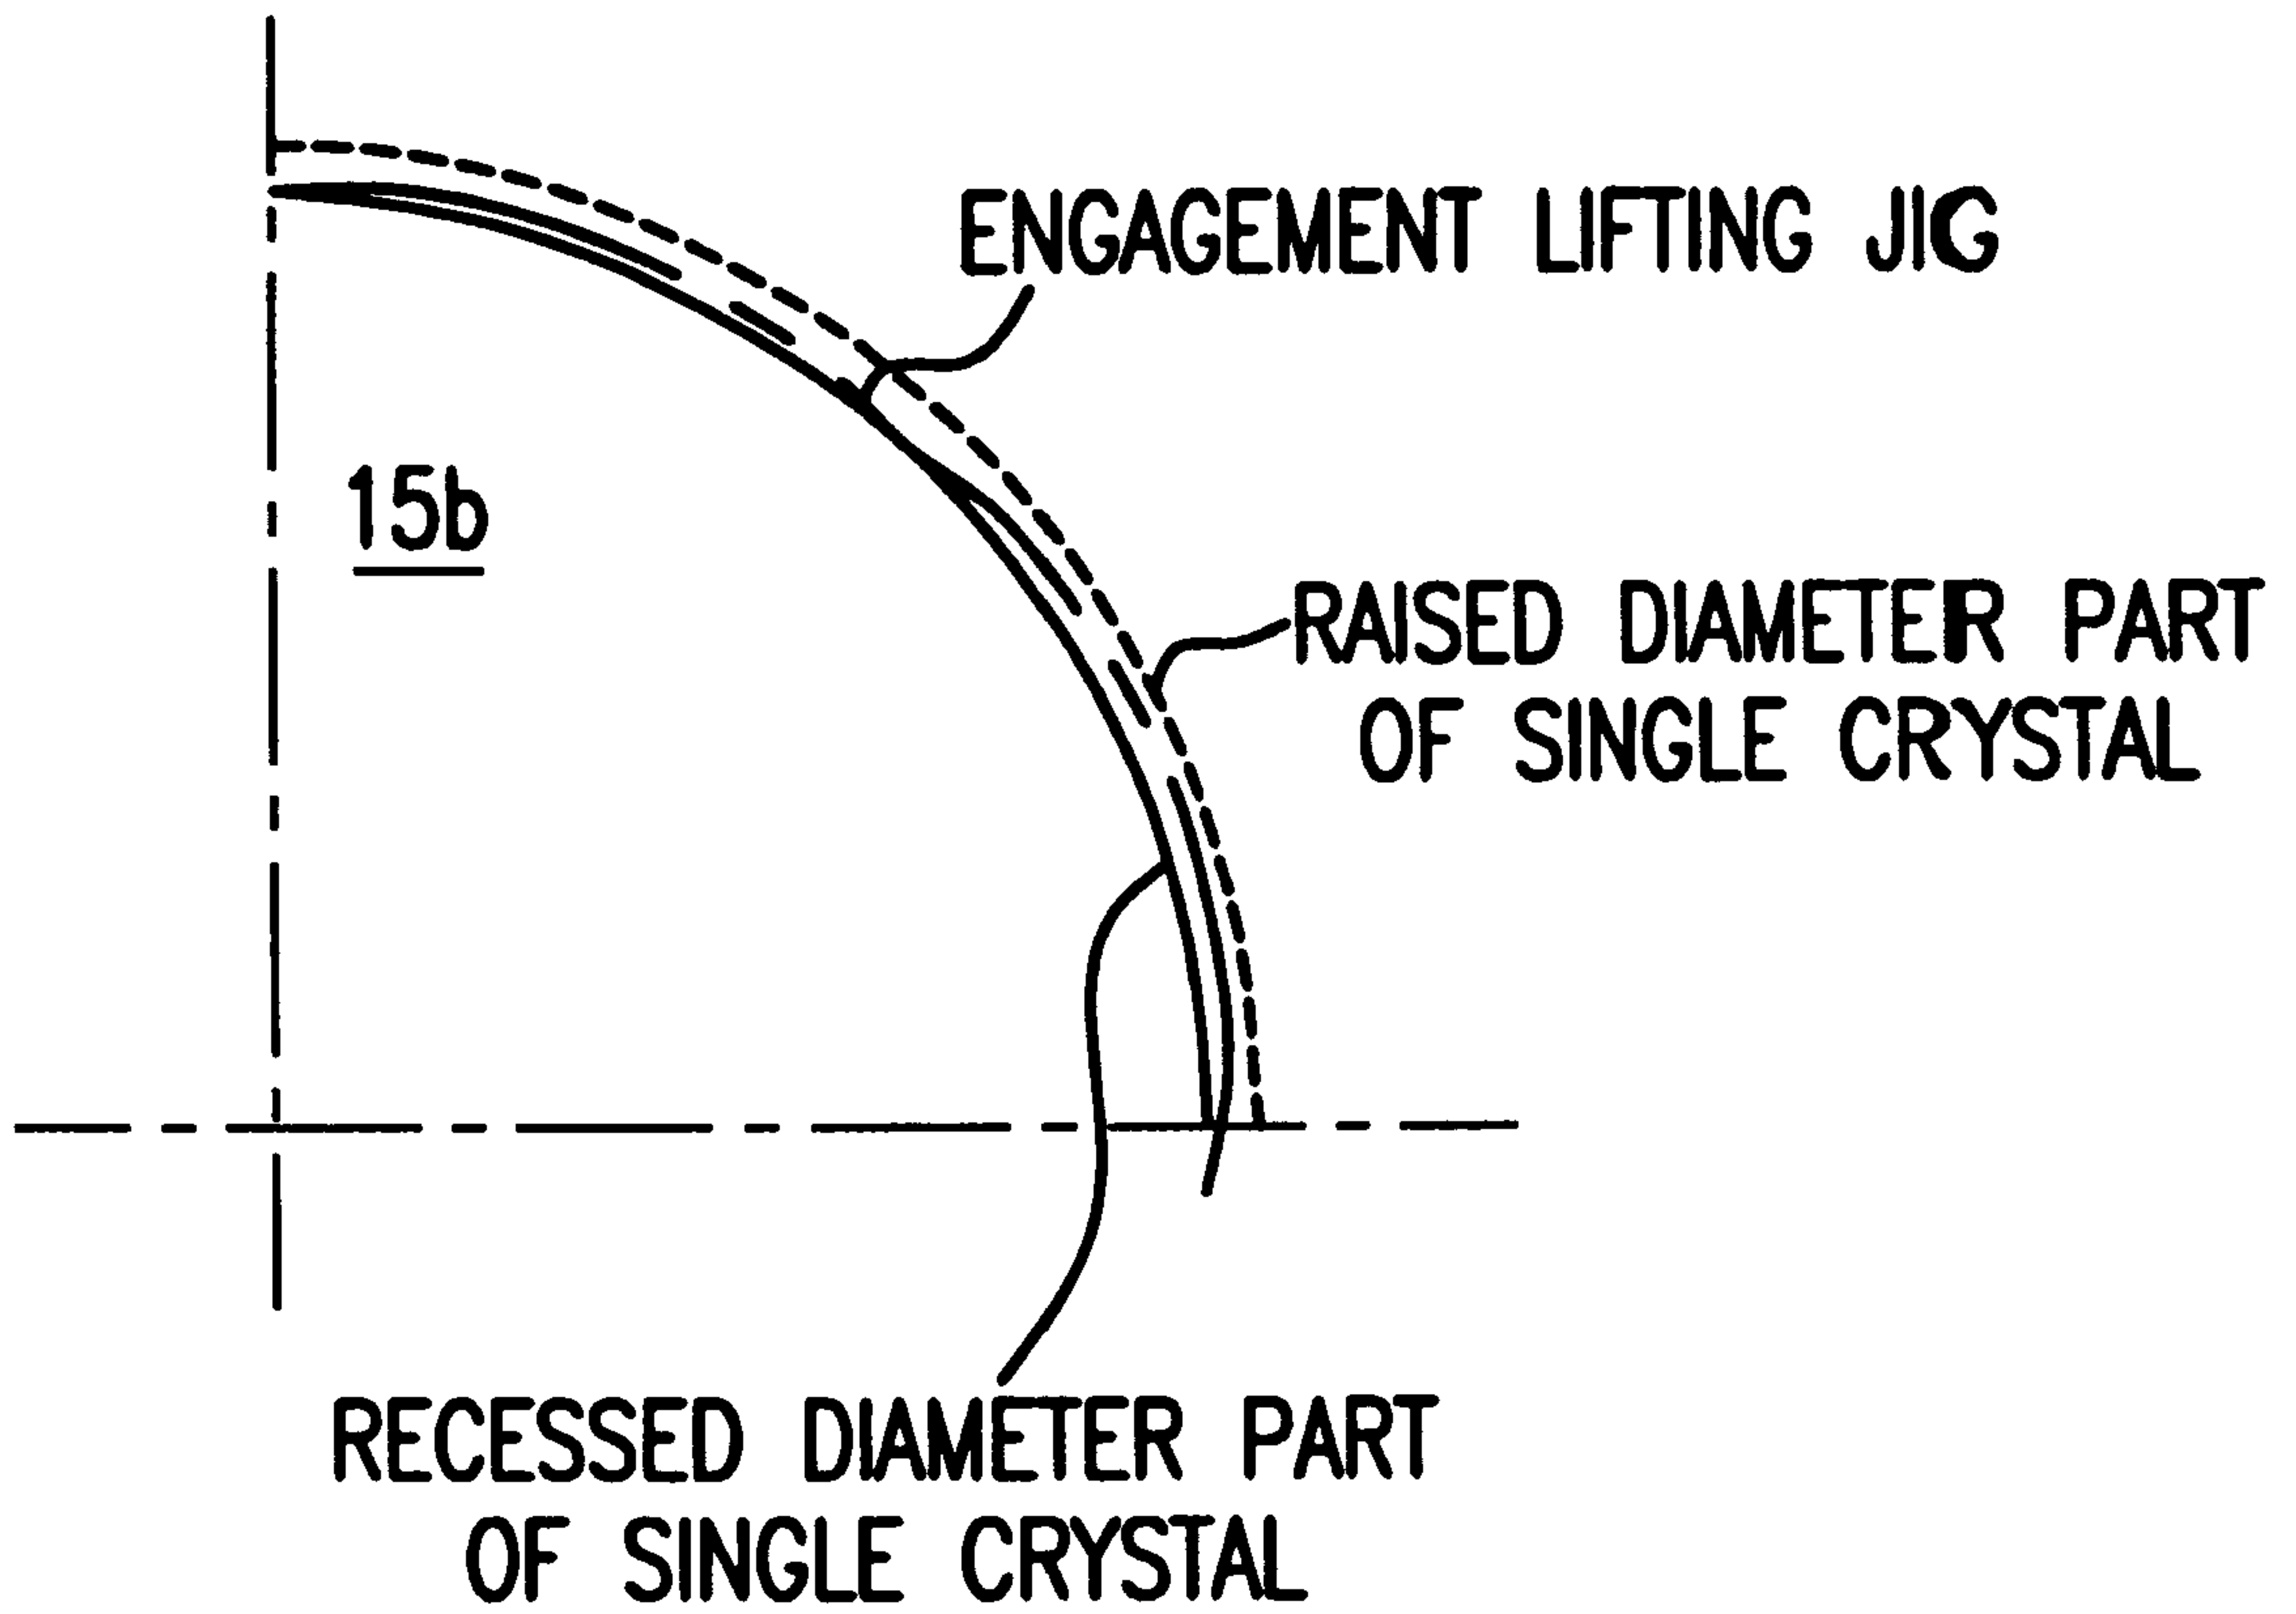 ENGAGEMENT LIFTING JIG
15b
RAISED DIAMETER PART
OF SINGLE CRYSTAL
RECESSED DIAMETER PART
OF SINGLE CRYSTAL